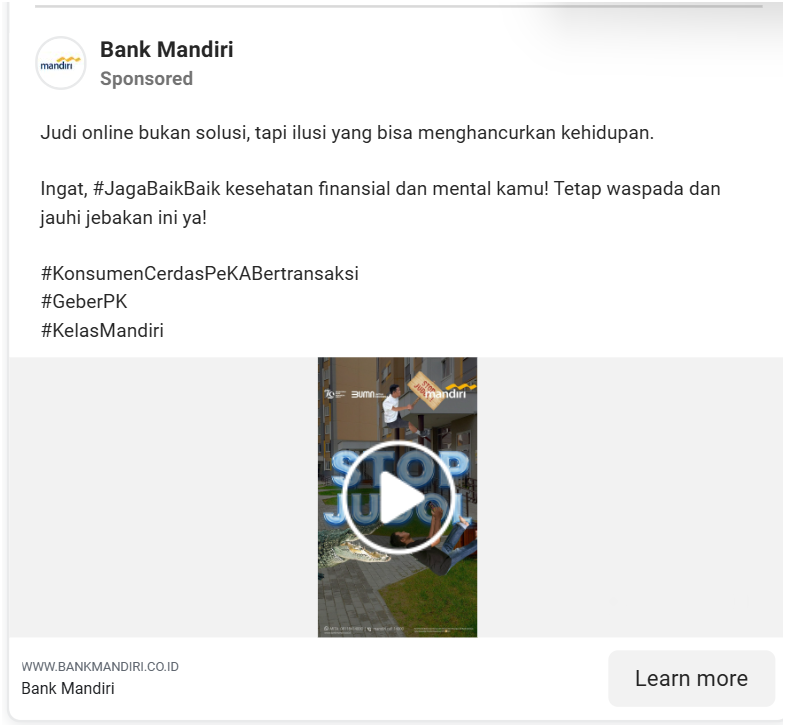 mandiri
Bank Mandiri
Sponsored
Judi online bukan solusi, tapi ilusi yang bisa menghancurkan kehidupan.
Ingat, #JagaBaikBaik kesehatan finansial dan mental kamu! Tetap waspada dan
jauhi jebakan ini ya!
#KonsumenCerdasPeKABertransaksi
#GeberPK
#KelasMandiri
BUMN
STOP
mandiri
STOP
JUDOL
WWW.BANKMANDIRI.CO.ID
Bank Mandiri
Learn more